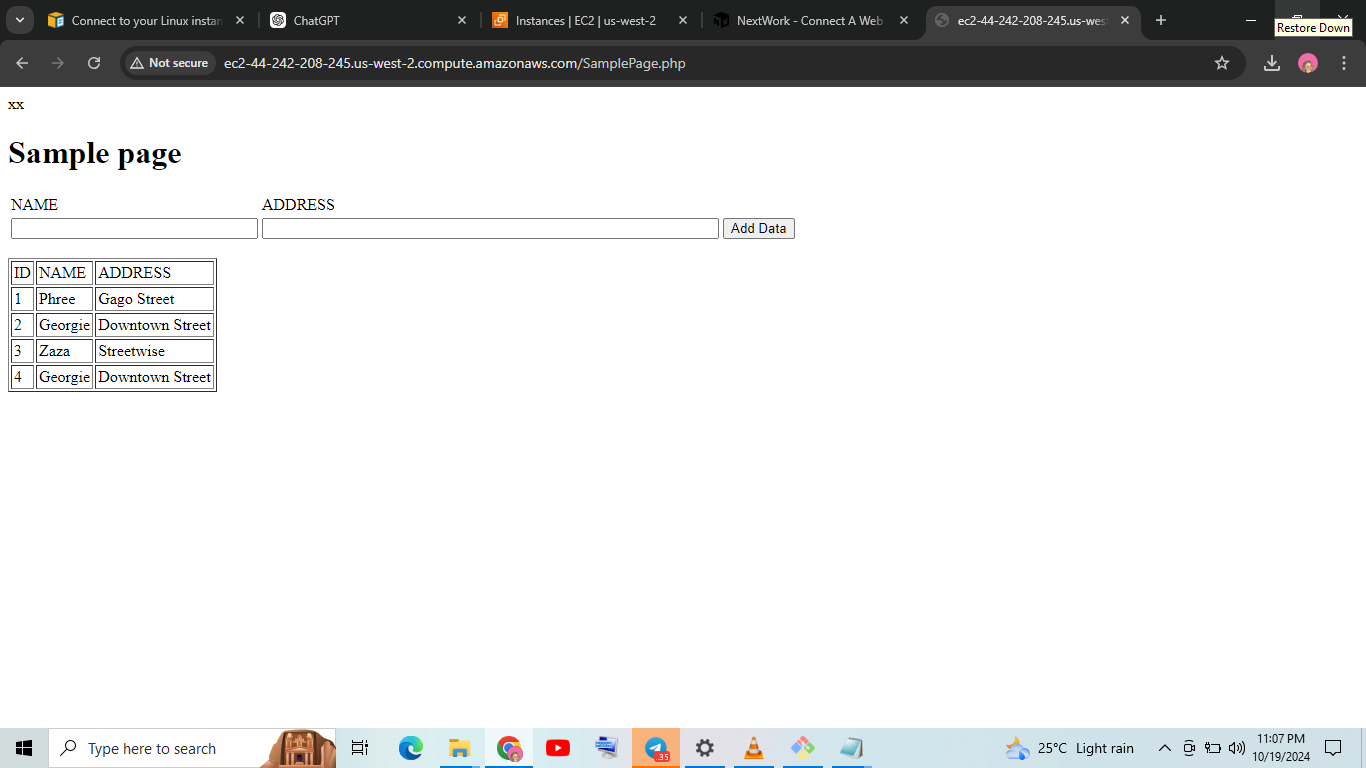 Connect to your Linux instan
ChatGPT
Instances | EC2 | us-west-2
NextWork - Connect A Web
ec2-44-242-208-245.us-wes
Restore Down
Not secure
ec2-44-242-208-245.us-west-2.compute.amazonaws.com/SamplePage.php
xx
Sample page
NAME ADDRESS
Add Data
ID NAME ADDRESS
1 Phree Gago Street
2 Georgie Downtown Street
3 Zaza Streetwise
4 Georgie Downtown Street
Type here to search
35
25°C Light rain
11:07 PM
10/19/2024